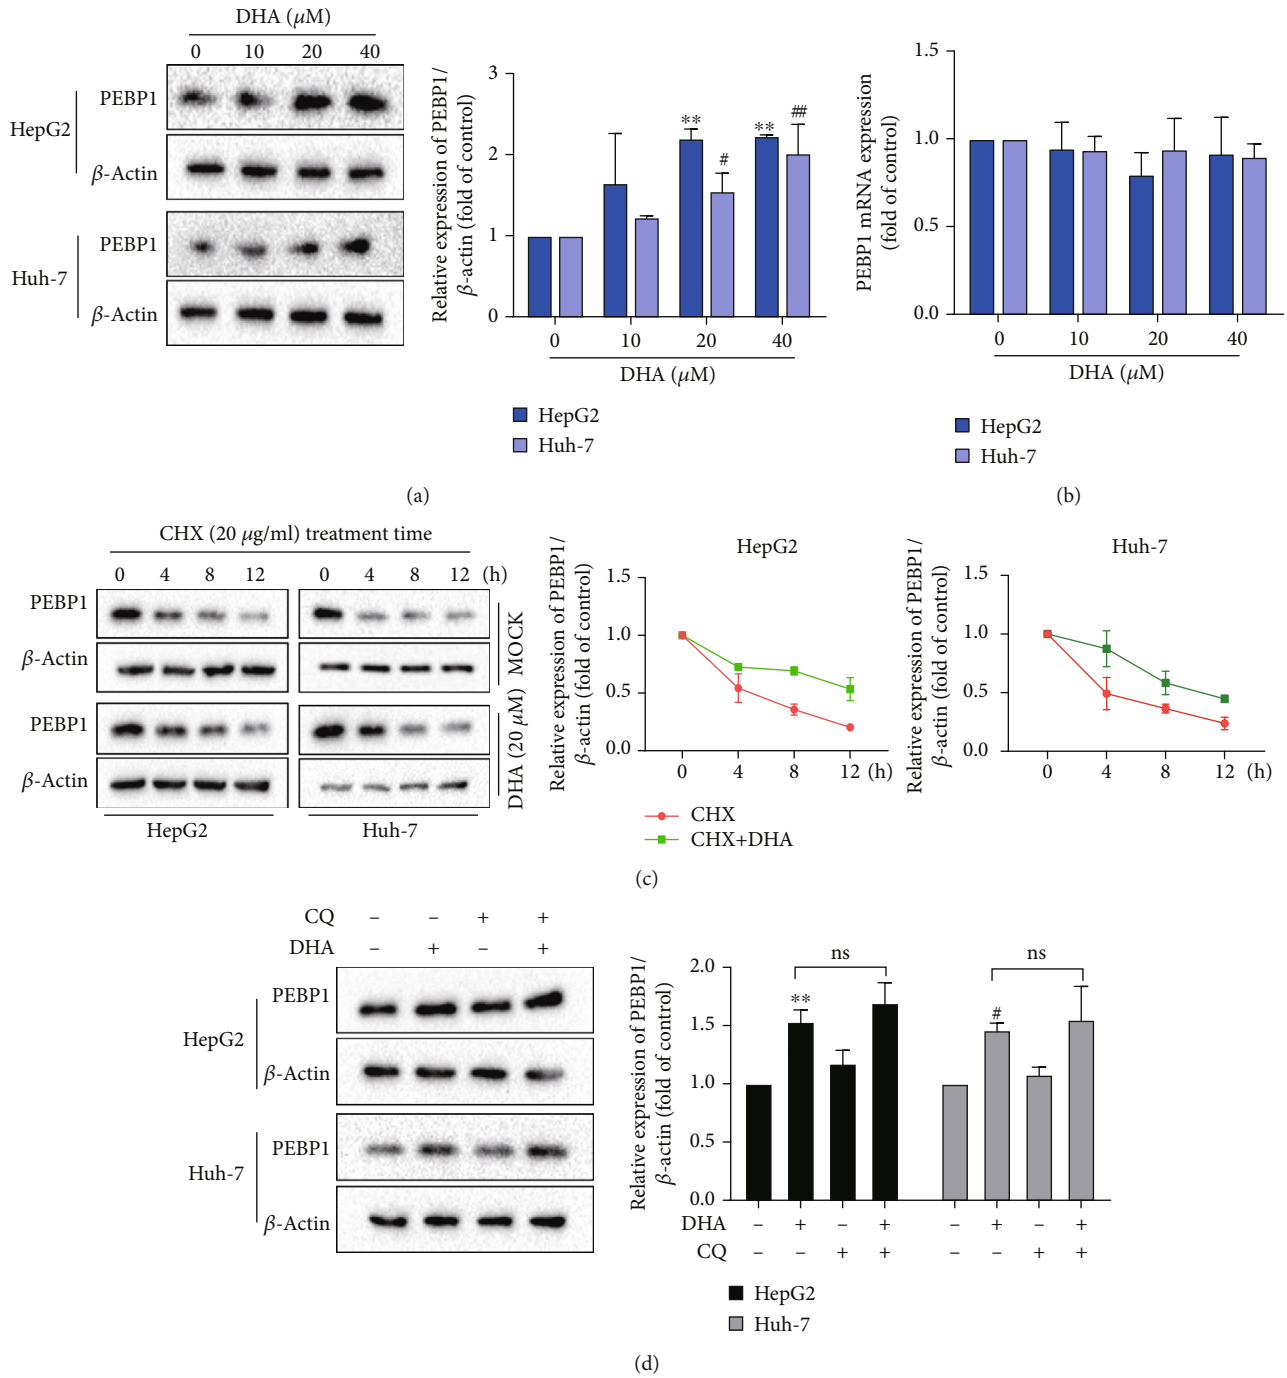 DHA (μM)
0 10 20 40
HepG2
PEBP1
β-Actin
Huh-7
PEBP1
β-Actin
Relative expression of PEBP1/
β-actin (fold of control)
3
2
1
0
** # ** ##
0 10 20 40
DHA (μM)
HepG2
Huh-7
(a)
PEBP1 mRNA expression
(fold of control)
1.5
1.0
0.5
0.0
0 10 20 40
DHA (μM)
HepG2
Huh-7
(b)
CHX (20 μg/ml) treatment time
0 4 8 12 0 4 8 12 (h)
PEBP1
β-Actin
MOCK
PEBP1
β-Actin
DHA (20 μM)
HepG2 Huh-7
HepG2
Relative expression of PEBP1/
β-actin (fold of control)
1.5
1.0
0.5
0.0
0 4 8 12 (h)
CHX
CHX+DHA
Huh-7
Relative expression of PEBP1/
β-actin (fold of control)
1.5
1.0
0.5
0.0
0 4 8 12 (h)
(c)
CQ – – + +
DHA – + – +
HepG2
PEBP1
β-Actin
Huh-7
PEBP1
β-Actin
Relative expression of PEBP1/
β-actin (fold of control)
2.0
1.5
1.0
0.5
0.0
ns ns
** #
DHA – + – + – + – +
CQ – – + + – – + +
HepG2
Huh-7
(d)